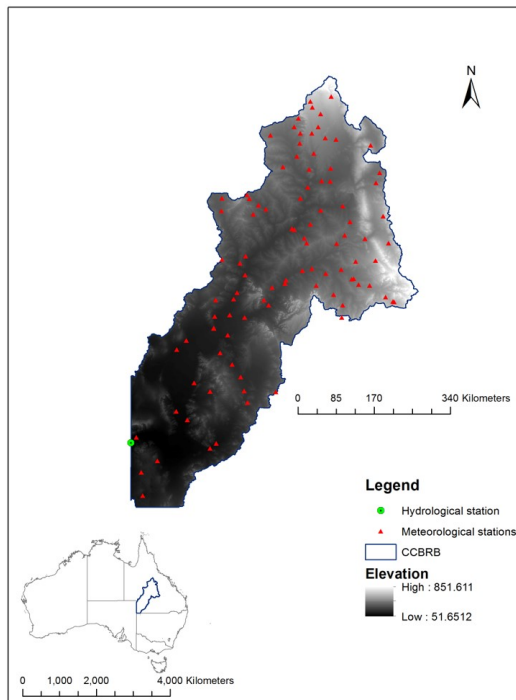 N
0 85 170 340 Kilometers
Legend
Hydrological station
Meteorological stations
CCBRB
Elevation
High : 851.611
Low : 51.6512
0 1,000 2,000 4,000 Kilometers